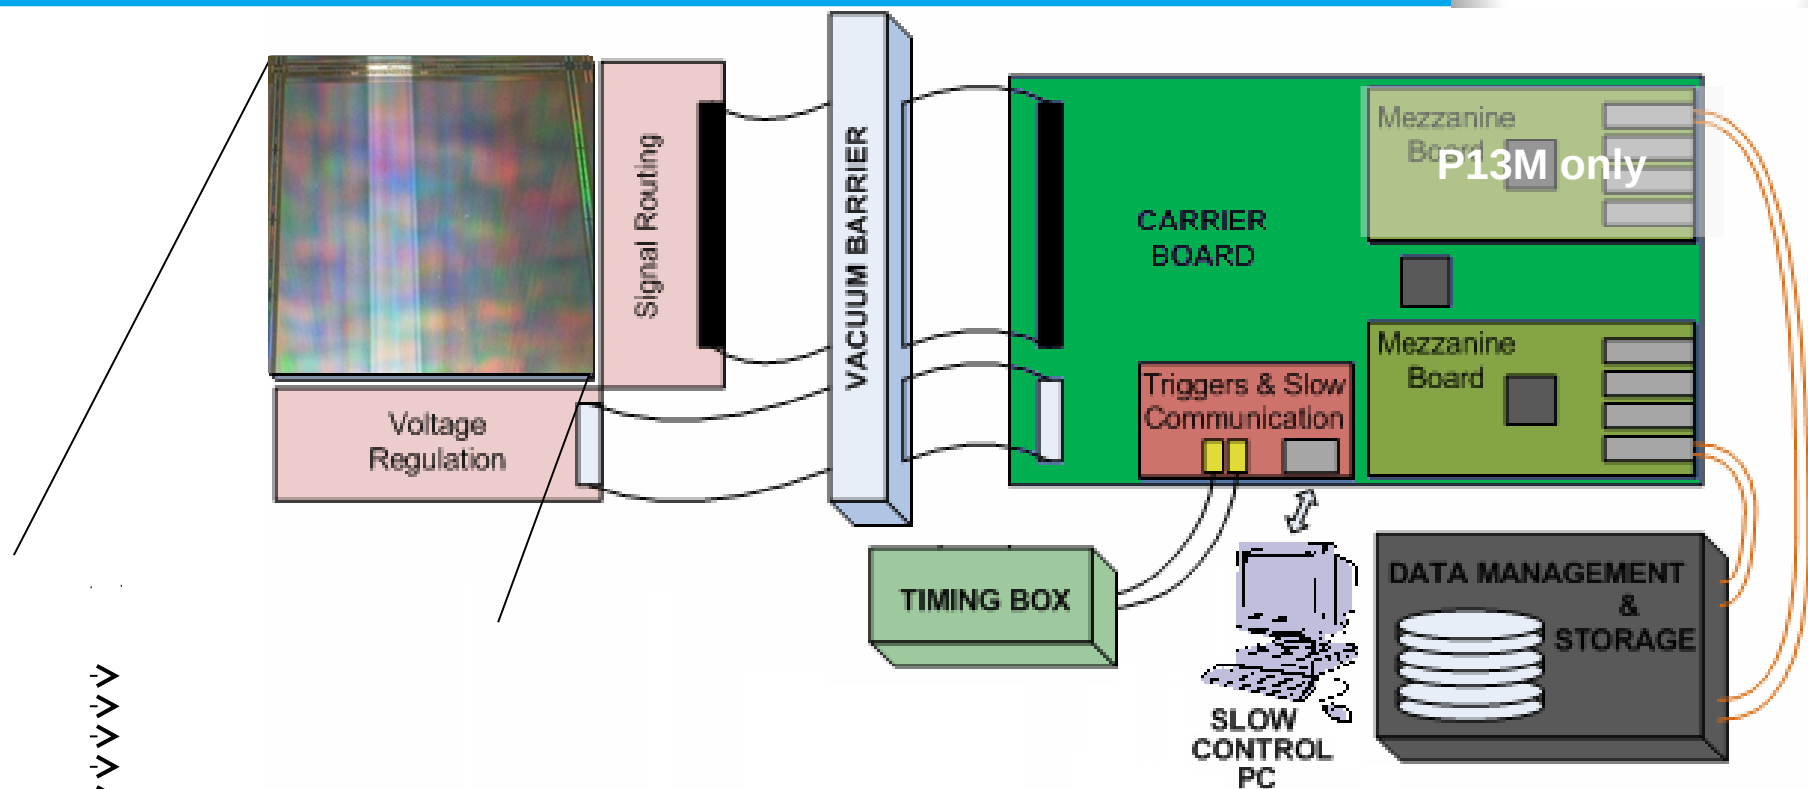 Signal Routing
Voltage
Regulation
VACUUM BARRIER
CARRIER
BOARD
Mezzanine
Board
P13M only
Mezzanine
Board
Triggers & Slow
Communication
TIMING BOX
SLOW
CONTROL
PC
DATA MANAGEMENT
&
STORAGE